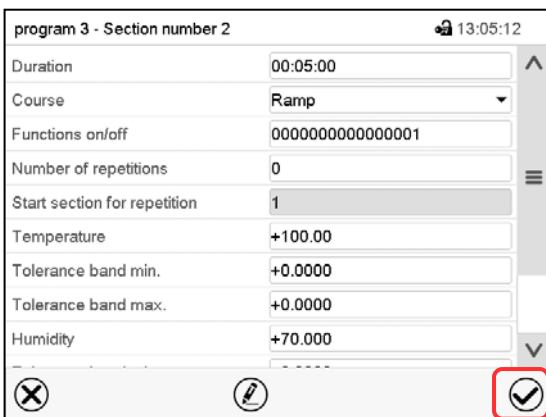 program 3 - Section number 2 13:05:12
Duration 00:05:00
Course Ramp
Functions on/off 0000000000000001
Number of repetitions 0
Start section for repetition 1
Temperature +100.00
Tolerance band min. +0.0000
Tolerance band max. +0.0000
Humidity +70.000